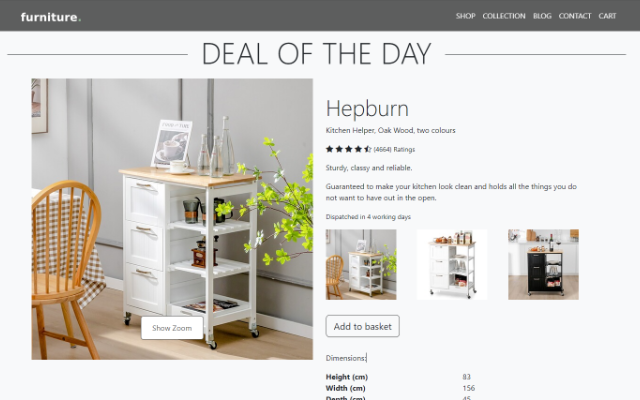 furniture.
SHOP COLLECTION BLOG CONTACT CART
DEAL OF THE DAY
Hepburn
Kitchen Helper, Oak Wood, two colours
(4664) Ratings
Sturdy, classy and reliable.
Guaranteed to make your kitchen look clean and holds all the things you do
not want to have out in the open.
Dispatched in 4 working days
Show Zoom
Add to basket
Dimensions:
Height (cm) 83
Width (cm) 156
Depth (cm) 45